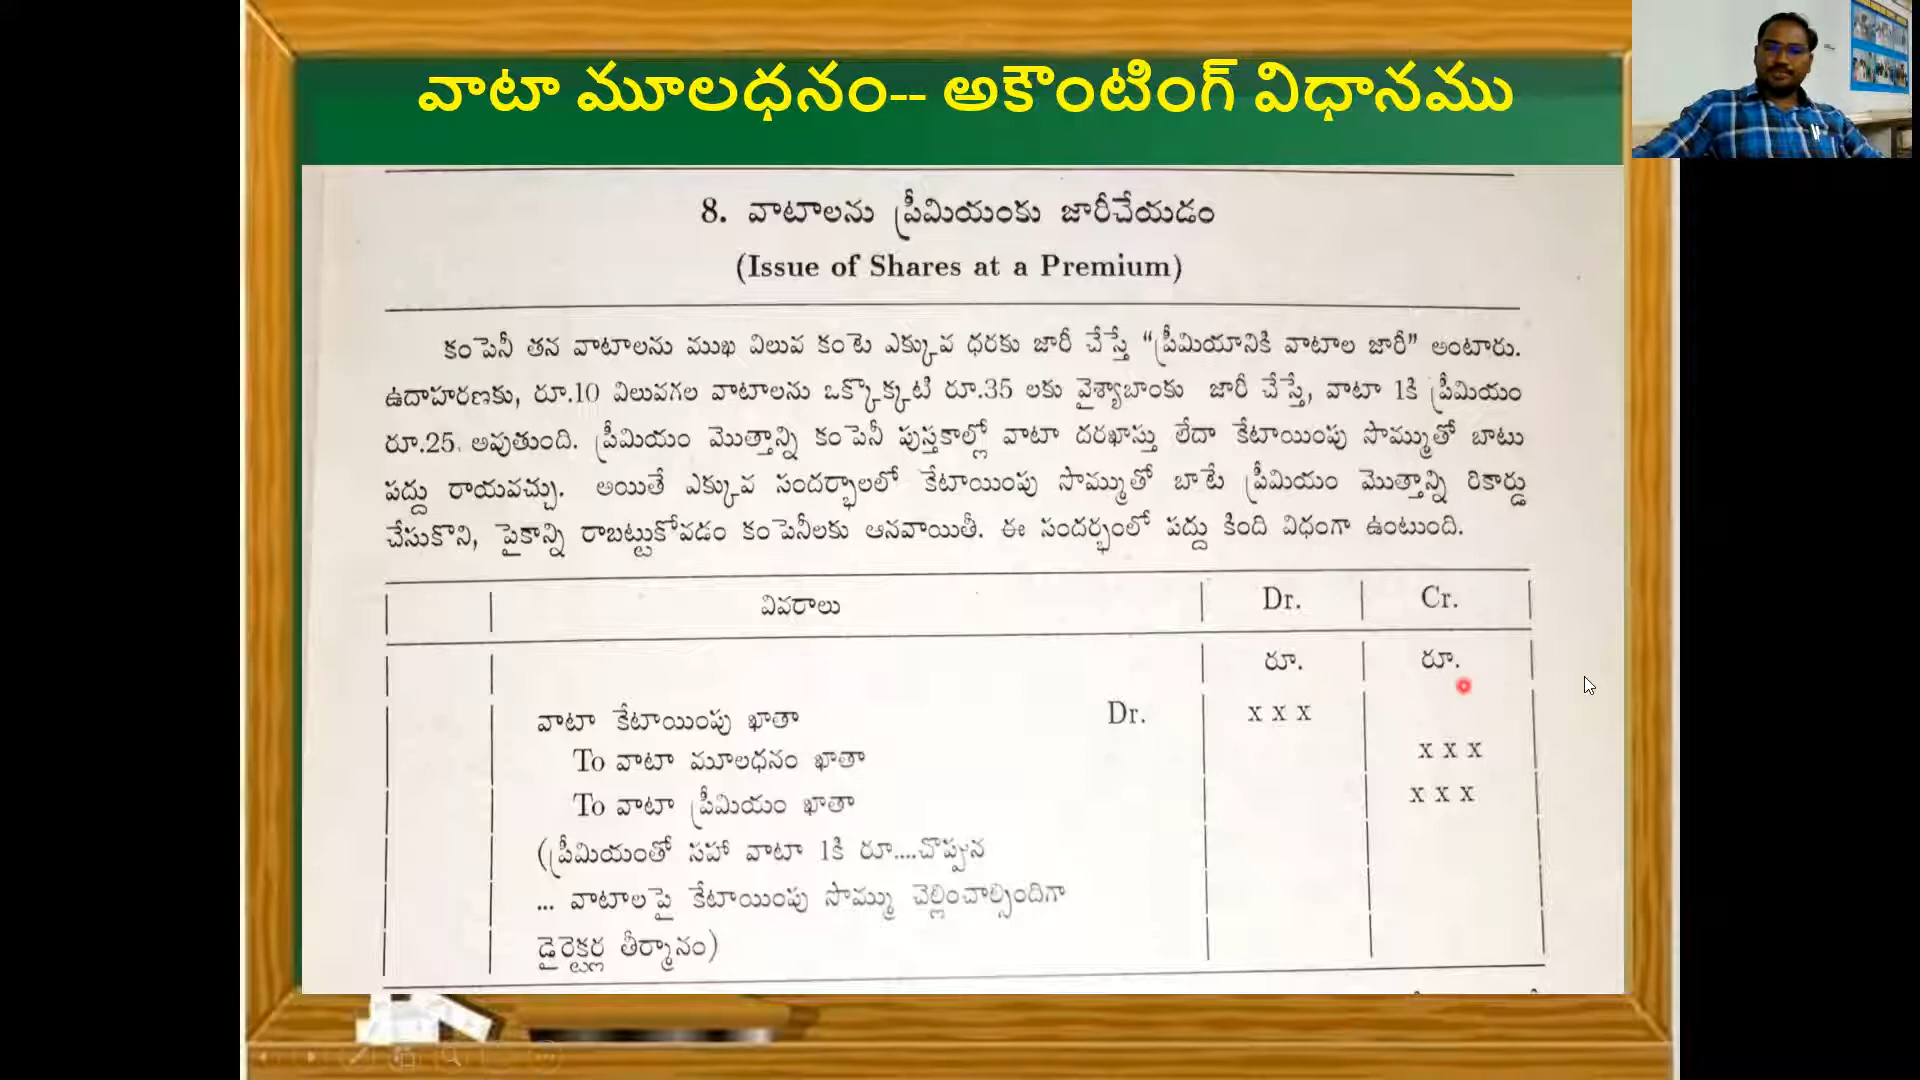 వాటా మూలధనం-- అకౌంటింగ్ విధానము
8. వాటాలను ప్రీమియంకు జారీచేయడం
(Issue of Shares at a Premium)
కంపెనీ తన వాటాలను ముఖ విలువ కంటె ఎక్కువ ధరకు జారీ చేస్తే “ప్రీమియానికి వాటాల జారీ” అంటారు.
ఉదాహరణకు, రూ.10 విలువగల వాటాలను ఒక్కొక్కటి రూ.35 లకు వైశ్యాబాంకు జారీ చేస్తే, వాటా 1కి ప్రీమియం
రూ.25. అవుతుంది. ప్రీమియం మొత్తాన్ని కంపెనీ పుస్తకాల్లో వాటా దరఖాస్తు లేదా కేటాయింపు సొమ్ముతో బాటు
పద్దు రాయవచ్చు. అయితే ఎక్కువ సందర్భాలలో కేటాయింపు సొమ్ముతో బాటే ప్రీమియం మొత్తాన్ని రికార్డు
చేసుకొని, పైకాన్ని రాబట్టుకోవడం కంపెనీలకు ఆనవాయితీ. ఈ సందర్భంలో పద్దు కింది విధంగా ఉంటుంది.
వివరాలు Dr. Cr.
రూ. రూ.
వాటా కేటాయింపు ఖాతా Dr. x x x
To వాటా మూలధనం ఖాతా x x x
To వాటా ప్రీమియం ఖాతా x x x
(ప్రీమియంతో సహా వాటా 1కి రూ....చొప్పున
... వాటాలపై కేటాయింపు సొమ్ము చెల్లించాల్సిందిగా
డైరెక్టర్ల తీర్మానం)